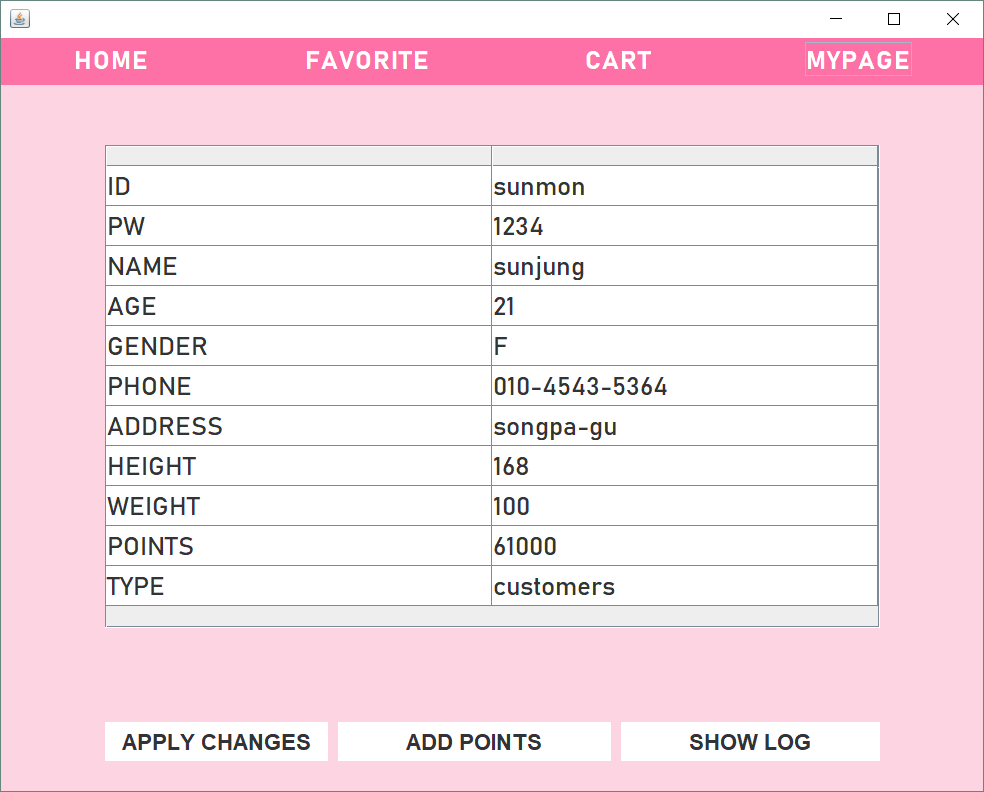 HOME FAVORITE CART MYPAGE
ID sunmon
PW 1234
NAME sunjung
AGE 21
GENDER F
PHONE 010-4543-5364
ADDRESS songpa-gu
HEIGHT 168
WEIGHT 100
POINTS 61000
TYPE customers
APPLY CHANGES ADD POINTS SHOW LOG